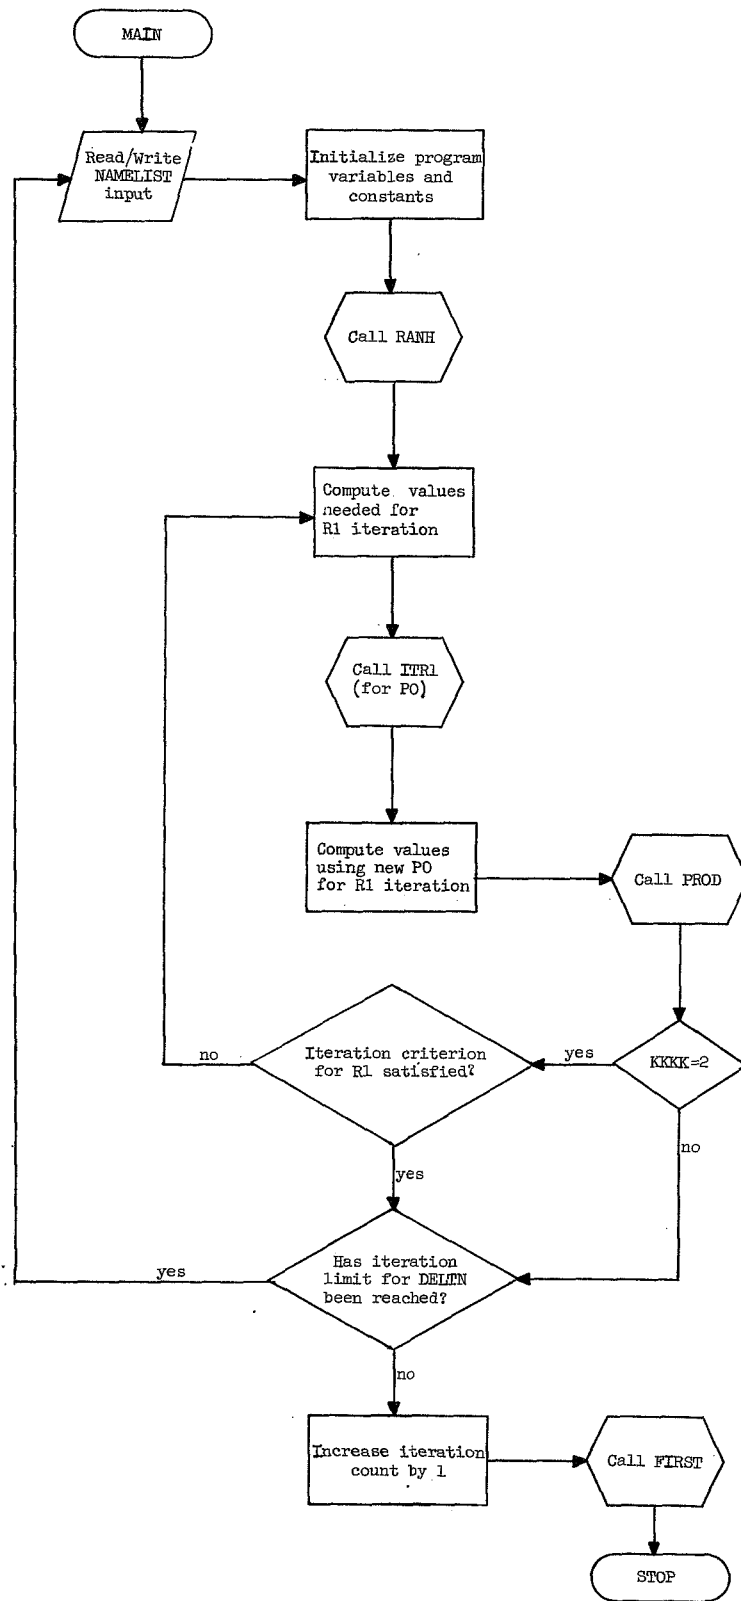 MAIN
Read/Write
NAMELIST
input
Initialize program
variables and
constants
Call RANH
Compute values
needed for
R1 iteration
Call ITR1
(for PO)
Compute values
using new PO
for R1 iteration
Call PROD
KKKK=2
yes
no
Iteration criterion
for R1 satisfied?
no
yes
Has iteration
limit for DELTN
been reached?
yes
no
Increase iteration
count by 1
Call FIRST
STOP